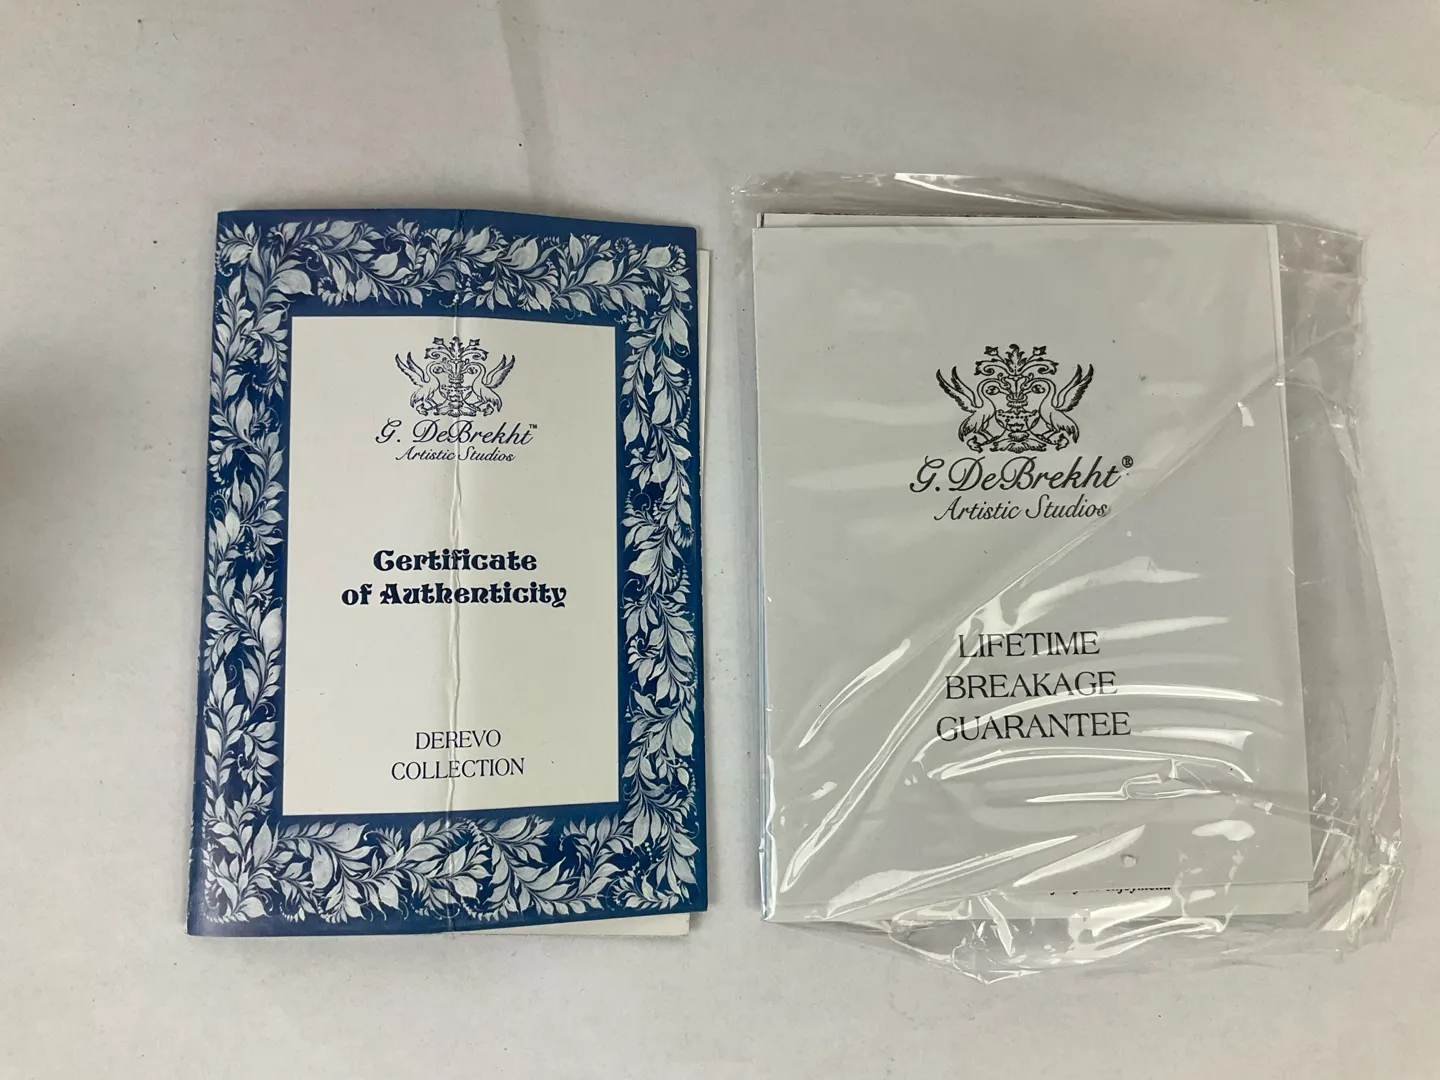 G. DeBrekht™
Artistic Studios
Certificate
of Authenticity
DEREVO
COLLECTION
G. DeBrekht®
Artistic Studios
LIFETIME
BREAKAGE
GUARANTEE